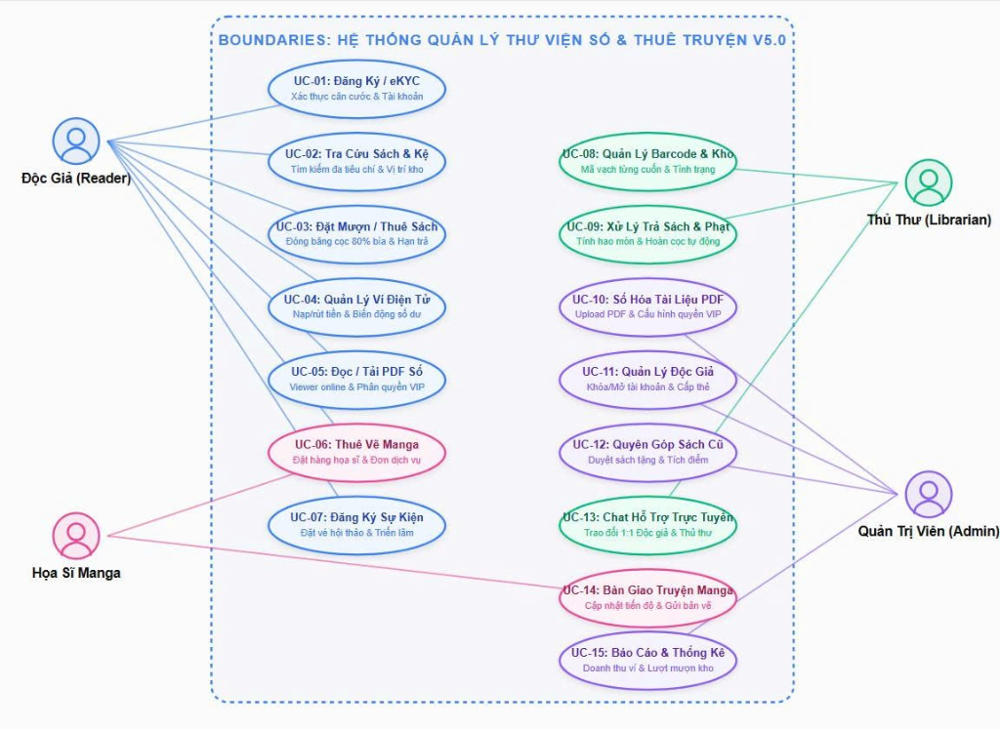 BOUNDARIES: HỆ THỐNG QUẢN LÝ THƯ VIỆN SỐ & THUÊ TRUYỆN V5.0
UC-01: Đăng Ký / eKYC
Xác thực căn cước & Tài khoản
Độc Giả (Reader)
UC-02: Tra Cứu Sách & Kệ
Tìm kiếm đa tiêu chí & Vị trí kho
UC-03: Đặt Mượn / Thuê Sách
Đóng băng cọc 80% bìa & Hạn trả
UC-04: Quản Lý Ví Điện Tử
Nạp/rút tiền & Biến động số dư
UC-05: Đọc / Tải PDF Số
Viewer online & Phân quyền VIP
UC-06: Thuê Vẽ Manga
Đặt hàng họa sĩ & Đơn dịch vụ
UC-07: Đăng Ký Sự Kiện
Đặt vé hội thảo & Triển lãm
Họa Sĩ Manga
UC-08: Quản Lý Barcode & Kho
Mã vạch từng cuốn & Tình trạng
UC-09: Xử Lý Trả Sách & Phạt
Tính hao mòn & Hoàn cọc tự động
UC-10: Số Hóa Tài Liệu PDF
Upload PDF & Cấu hình quyền VIP
UC-11: Quản Lý Độc Giả
Khóa/Mở tài khoản & Cấp thẻ
UC-12: Quyên Góp Sách Cũ
Duyệt sách tặng & Tích điểm
UC-13: Chat Hỗ Trợ Trực Tuyến
Trao đổi 1:1 Độc giả & Thủ thư
UC-14: Bàn Giao Truyện Manga
Cập nhật tiến độ & Gửi bản vẽ
UC-15: Báo Cáo & Thống Kê
Doanh thu ví & Lượt mượn kho
Thủ Thư (Librarian)
Quản Trị Viên (Admin)